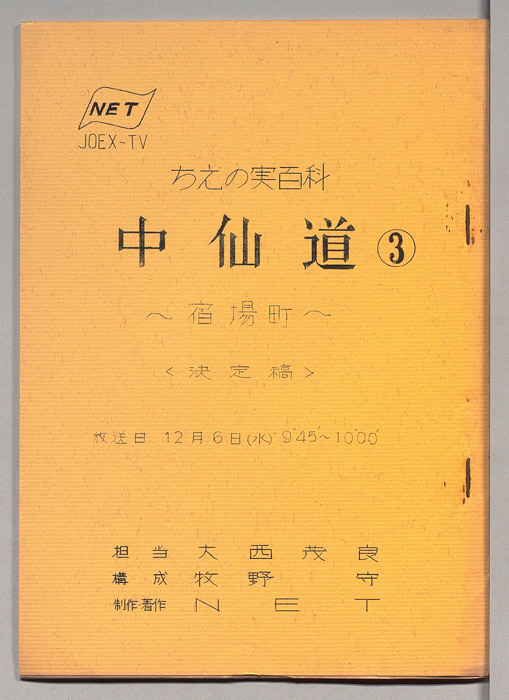 NET
JOEX-TV
ちえの実百科
中仙道③
～宿場町～
<決定稿>
放送日 12月6日(水) 9゜45′～10゜00′
担当 大西茂良
構成 牧野守
制作・著作 NET